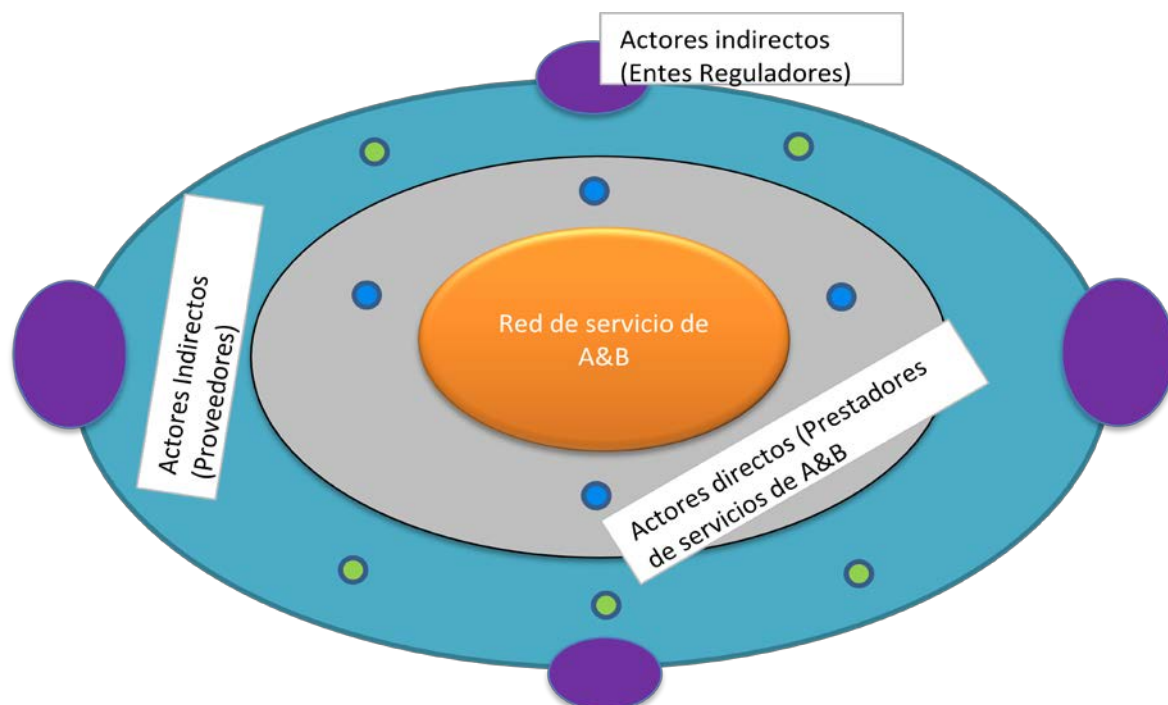 Actores indirectos
(Entes Reguladores)
Actores Indirectos
(Proveedores)
Red de servicio de
A&B
Actores directos (Prestadores
de servicios de A&B